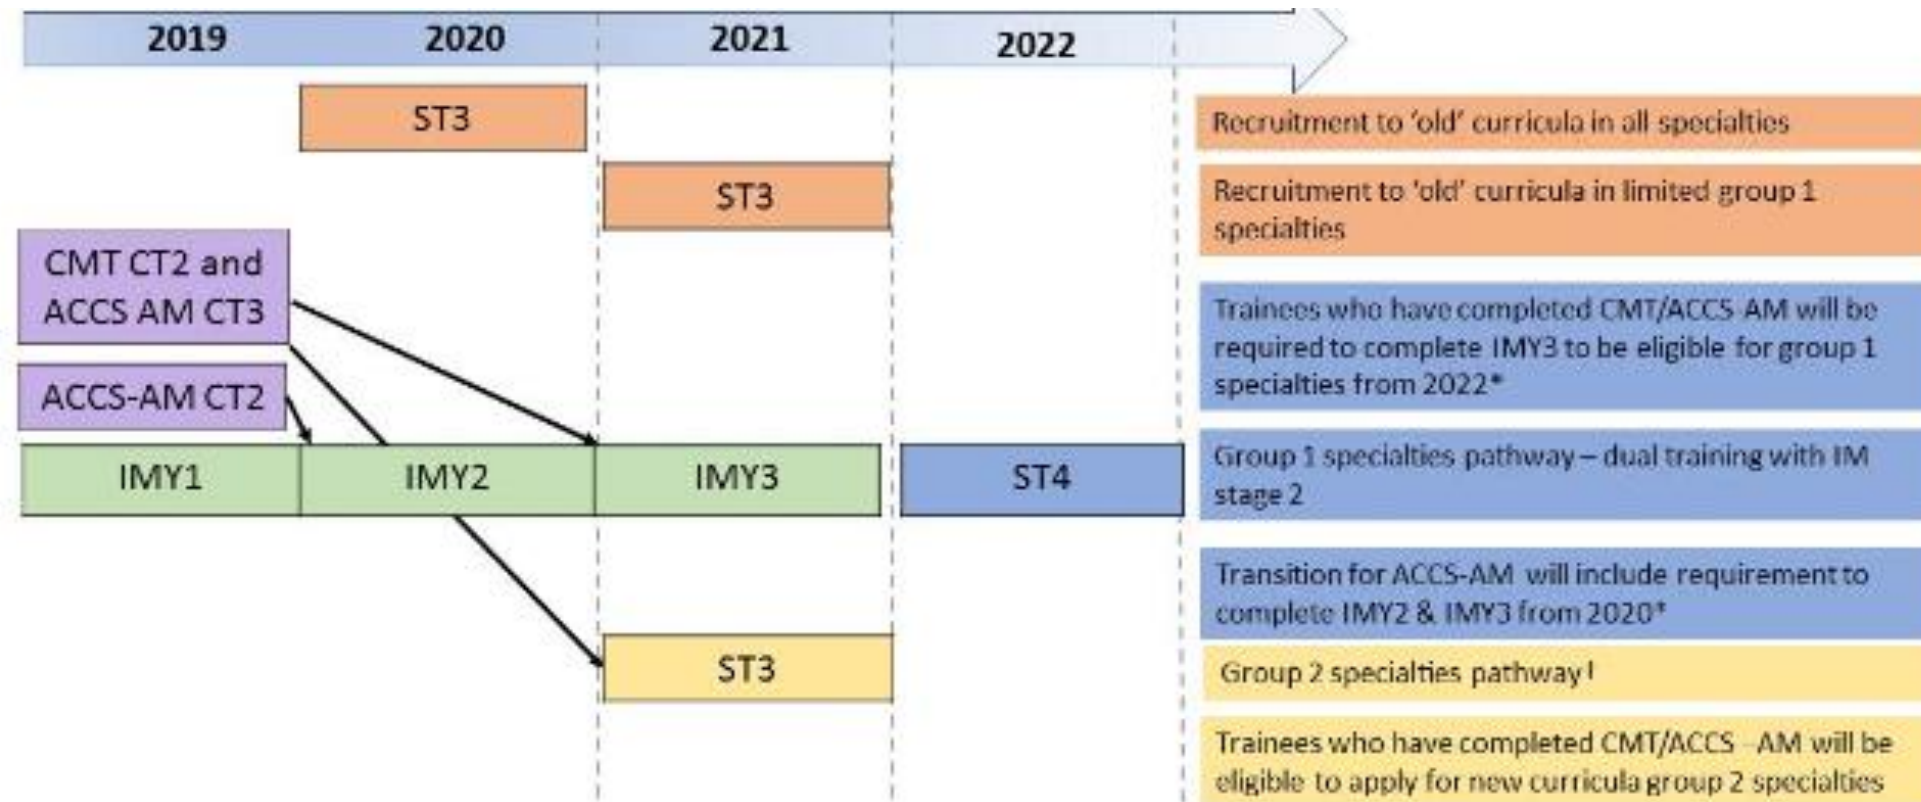 2019 2020 2021 2022
ST3
Recruitment to 'old' curricula in all specialties
ST3
Recruitment to 'old' curricula in limited group 1
specialties
CMT CT2 and
ACCS AM CT3
ACCS-AM CT2
Trainees who have completed CMT/ACCS-AM will be
required to complete IMY3 to be eligible for group 1
specialties from 2022*
IMY1 IMY2 IMY3 ST4
Group 1 specialties pathway – dual training with IM
stage 2
Transition for ACCS-AM will include requirement to
complete IMY2 & IMY3 from 2020*
ST3
Group 2 specialties pathway
Trainees who have completed CMT/ACCS -AM will be
eligible to apply for new curricula group 2 specialties